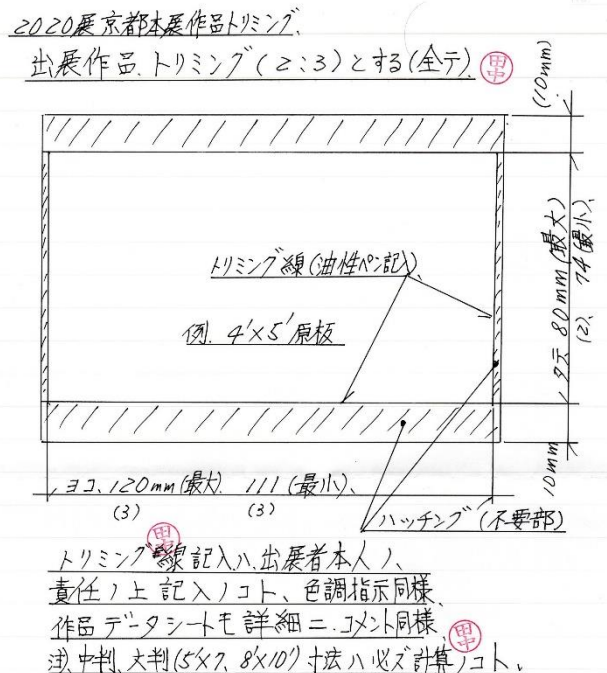 2020展京都本展作品トリミング、
出展作品、トリミング(2:3)とする(全テ)、 田中
(10mm)
トリミング線(油性ペン記入)、
例、4'×5'原板
タテ 80mm(最大)
(2)、 74(最小)、
10mm
ヨコ、120mm(最大)、 111(最小)、
(3) (3)
ハッチング(不要部)
田中
トリミング線記入ハ、出展者本人ノ、
責任ノ上記入ノコト、色調指示同様、
作品データシートモ詳細ニ、コメント同様、 田中
注、中判、大判(5'×7'、8'×10')寸法ハ必ズ計算ノコト、